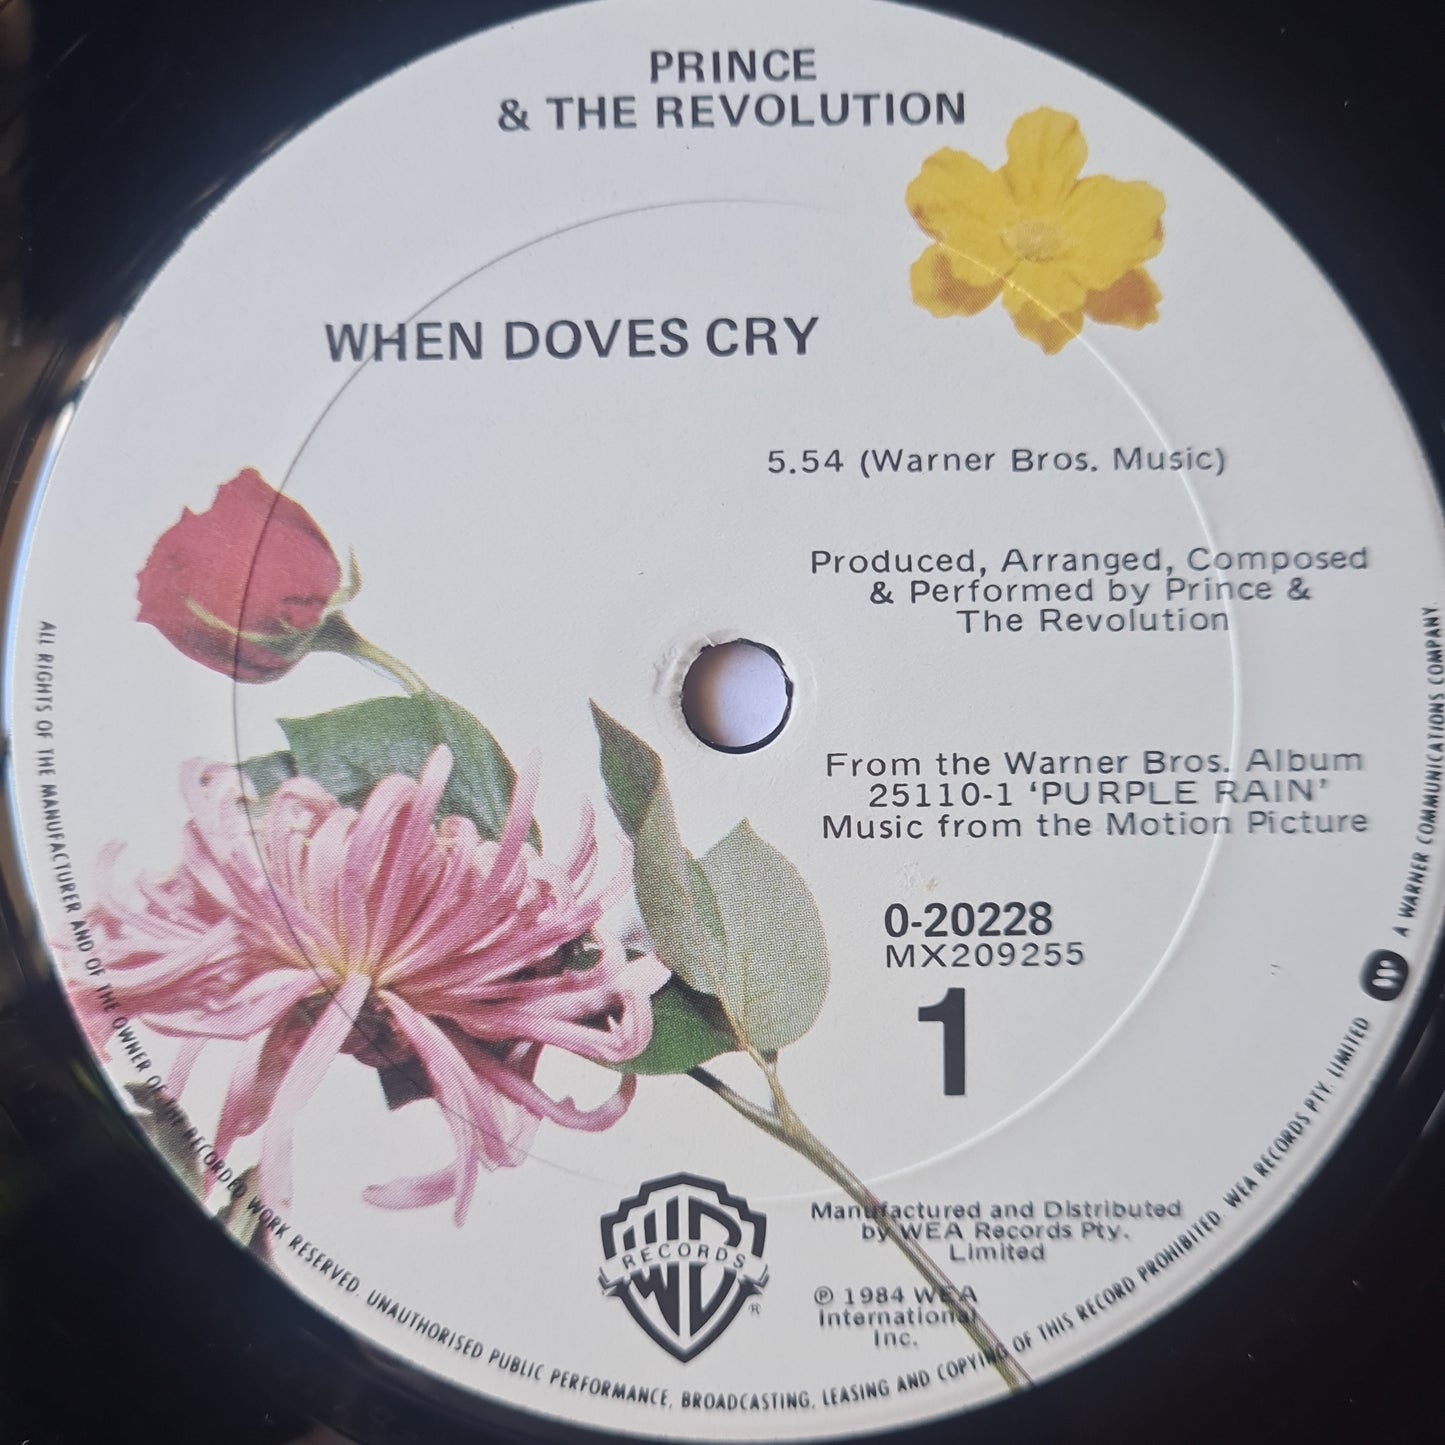 PRINCE
& THE REVOLUTION
WHEN DOVES CRY
5.54 (Warner Bros. Music)
Produced, Arranged, Composed
& Performed by Prince &
The Revolution
From the Warner Bros. Album
25110-1 ‘PURPLE RAIN’
Music from the Motion Picture
0-20228
MX209255
1
RECORDS
®
Manufactured and Distributed
by WEA Records Pty.
Limited
℗ 1984 WEA
International
Inc.
ALL RIGHTS OF THE MANUFACTURER AND OF THE OWNER OF THE RECORDED WORK RESERVED. UNAUTHORISED PUBLIC PERFORMANCE, BROADCASTING, LEASING AND COPYING OF THIS RECORD PROHIBITED. WEA RECORDS PTY. LIMITED A WARNER COMMUNICATIONS COMPANY.